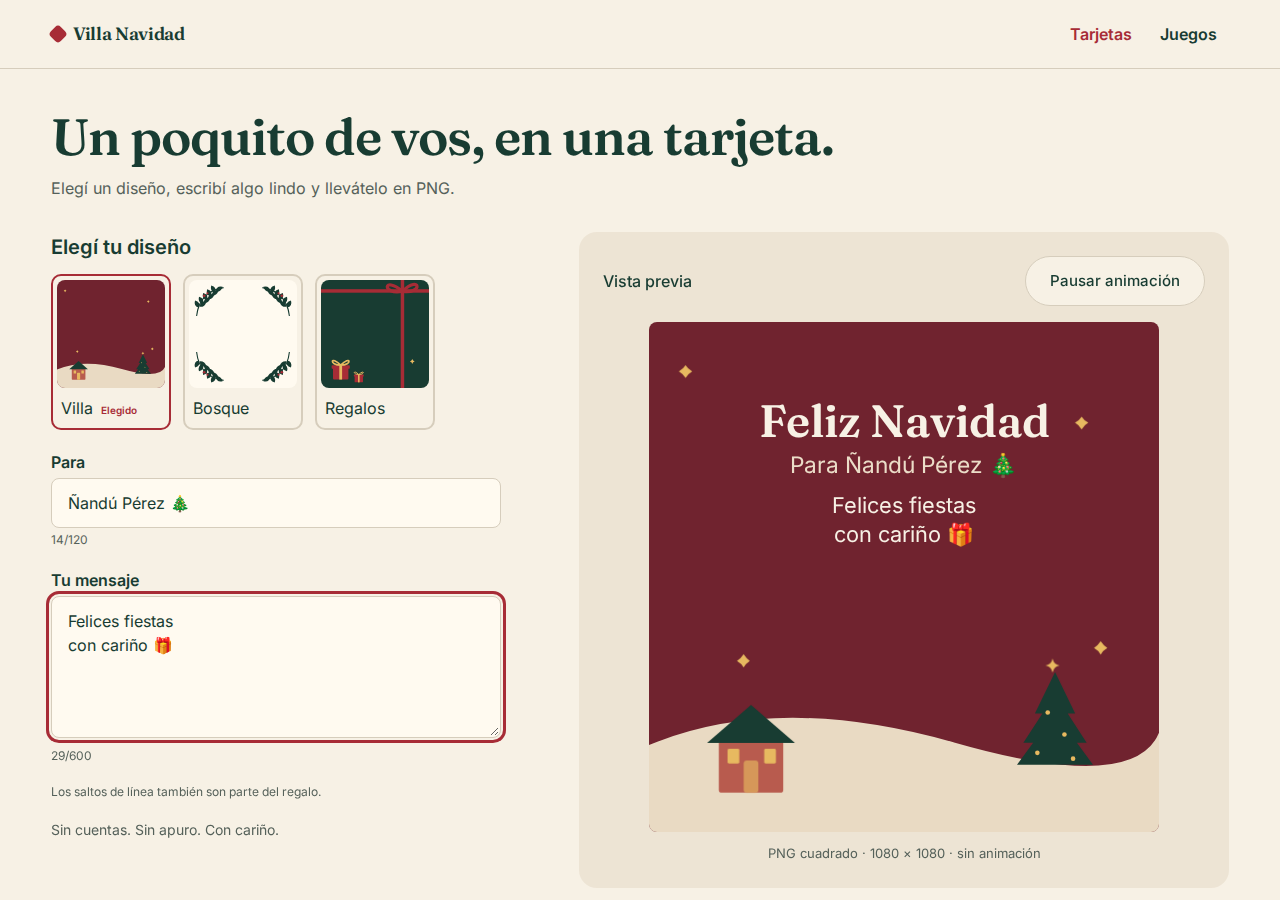 Villa Navidad
Tarjetas
Juegos
Un poquito de vos, en una tarjeta.
Elegí un diseño, escribí algo lindo y llevátelo en PNG.
Elegí tu diseño
Villa Elegido
Bosque
Regalos
Para
Ñandú Pérez 🎄
14/120
Tu mensaje
Felices fiestas
con cariño 🎁
29/600
Los saltos de línea también son parte del regalo.
Sin cuentas. Sin apuro. Con cariño.
Vista previa
Pausar animación
Feliz Navidad
Para Ñandú Pérez 🎄
Felices fiestas
con cariño 🎁
PNG cuadrado · 1080 × 1080 · sin animación